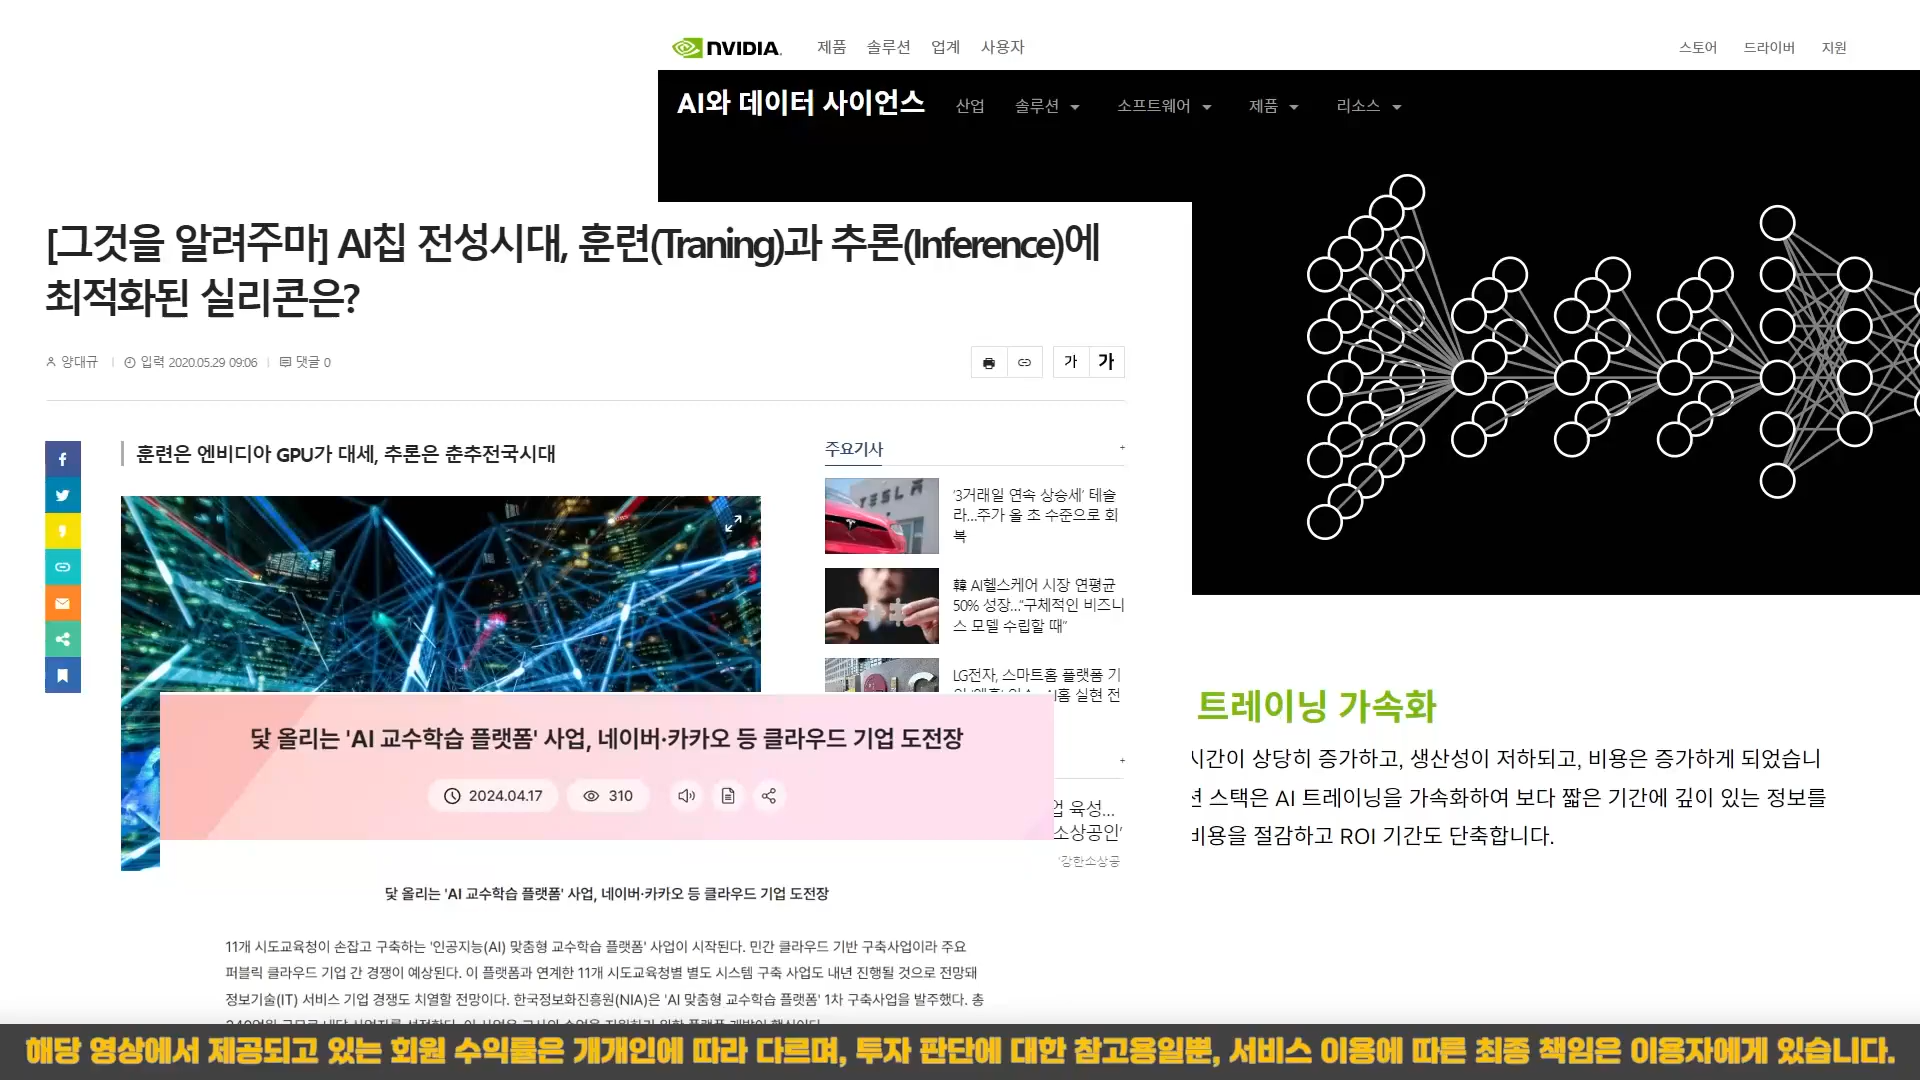 NVIDIA.
제품 솔루션 업계 사용자
스토어 드라이버 지원
AI와 데이터 사이언스
산업 솔루션 소프트웨어 제품 리소스
[그것을 알려주마] AI칩 전성시대, 훈련(Traning)과 추론(Inference)에
최적화된 실리콘은?
양대규 입력 2020.05.29 09:06 댓글 0
가 가
훈련은 엔비디아 GPU가 대세, 추론은 춘추전국시대
주요기사 +
TESLA
'3거래일 연속 상승세' 테슬
라...주가 올 초 수준으로 회
복
韓 AI헬스케어 시장 연평균
50% 성장..."구체적인 비즈니
스 모델 수립할 때"
LG전자, 스마트홈 플랫폼 기
홈 실현 전
닻 올리는 'AI 교수학습 플랫폼' 사업, 네이버·카카오 등 클라우드 기업 도전장
2024.04.17 310
+
육성...
소상공인'
'강한소상공
트레이닝 가속화
시간이 상당히 증가하고, 생산성이 저하되고, 비용은 증가하게 되었습니
스택은 AI 트레이닝을 가속화하여 보다 짧은 기간에 깊이 있는 정보를
비용을 절감하고 ROI 기간도 단축합니다.
닻 올리는 'AI 교수학습 플랫폼' 사업, 네이버·카카오 등 클라우드 기업 도전장
11개 시도교육청이 손잡고 구축하는 '인공지능(AI) 맞춤형 교수학습 플랫폼' 사업이 시작된다. 민간 클라우드 기반 구축사업이라 주요
퍼블릭 클라우드 기업 간 경쟁이 예상된다. 이 플랫폼과 연계한 11개 시도교육청별 별도 시스템 구축 사업도 내년 진행될 것으로 전망돼
정보기술(IT) 서비스 기업 경쟁도 치열할 전망이다. 한국정보화진흥원(NIA)은 'AI 맞춤형 교수학습 플랫폼' 1차 구축사업을 발주했다. 총
해당 영상에서 제공되고 있는 회원 수익률은 개개인에 따라 다르며, 투자 판단에 대한 참고용일뿐, 서비스 이용에 따른 최종 책임은 이용자에게 있습니다.